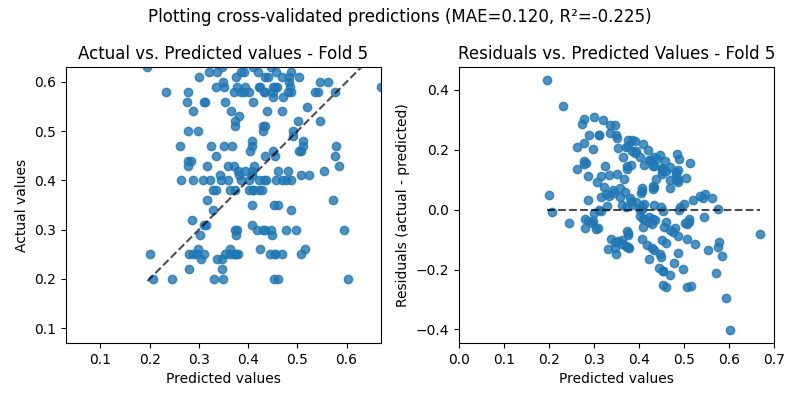 Plotting cross-validated predictions (MAE=0.120, R²=-0.225)
Actual vs. Predicted values - Fold 5
Actual values
0.6
0.5
0.4
0.3
0.2
0.1
0.1 0.2 0.3 0.4 0.5 0.6
Predicted values
Residuals vs. Predicted Values - Fold 5
Residuals (actual - predicted)
0.4
0.2
0.0
−0.2
−0.4
0.0 0.1 0.2 0.3 0.4 0.5 0.6 0.7
Predicted values